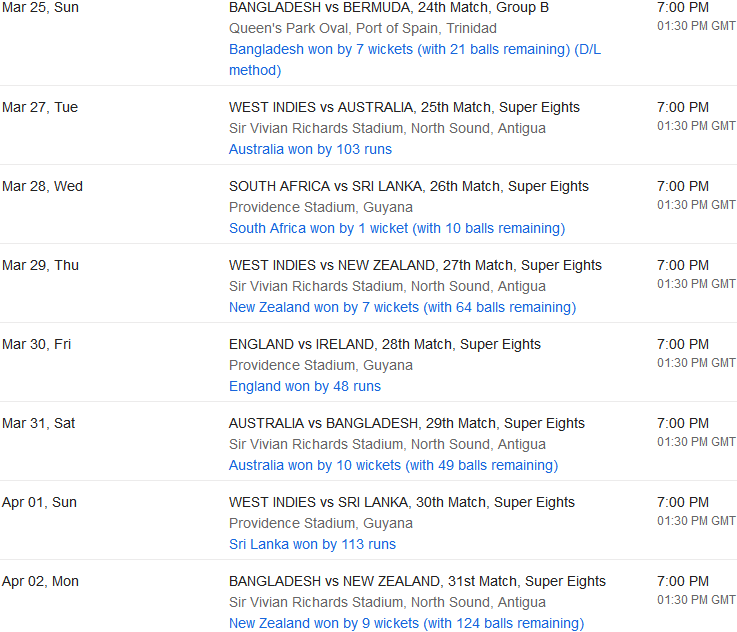 Mar 25, Sun
BANGLADESH vs BERMUDA, 24th Match, Group B
7:00 PM
Queen's Park Oval, Port of Spain, Trinidad
01:30 PM GMT
Bangladesh won by 7 wickets (with 21 balls remaining) (D/L
method)
Mar 27, Tue
WEST INDIES vs AUSTRALIA, 25th Match, Super Eights
7:00 PM
Sir Vivian Richards Stadium, North Sound, Antigua
01:30 PM GMT
Australia won by 103 runs
Mar 28, Wed
SOUTH AFRICA vs SRI LANKA, 26th Match, Super Eights
7:00 PM
Providence Stadium, Guyana
01:30 PM GMT
South Africa won by 1 wicket (with 10 balls remaining)
Mar 29, Thu
WEST INDIES vs NEW ZEALAND, 27th Match, Super Eights
7:00 PM
Sir Vivian Richards Stadium, North Sound, Antigua
01:30 PM GMT
New Zealand won by 7 wickets (with 64 balls remaining)
Mar 30, Fri
ENGLAND vs IRELAND, 28th Match, Super Eights
7:00 PM
Providence Stadium, Guyana
01:30 PM GMT
England won by 48 runs
Mar 31, Sat
AUSTRALIA vs BANGLADESH, 29th Match, Super Eights
7:00 PM
Sir Vivian Richards Stadium, North Sound, Antigua
01:30 PM GMT
Australia won by 10 wickets (with 49 balls remaining)
Apr 01, Sun
WEST INDIES vs SRI LANKA, 30th Match, Super Eights
7:00 PM
Providence Stadium, Guyana
01:30 PM GMT
Sri Lanka won by 113 runs
Apr 02, Mon
BANGLADESH vs NEW ZEALAND, 31st Match, Super Eights
7:00 PM
Sir Vivian Richards Stadium, North Sound, Antigua
01:30 PM GMT
New Zealand won by 9 wickets (with 124 balls remaining)